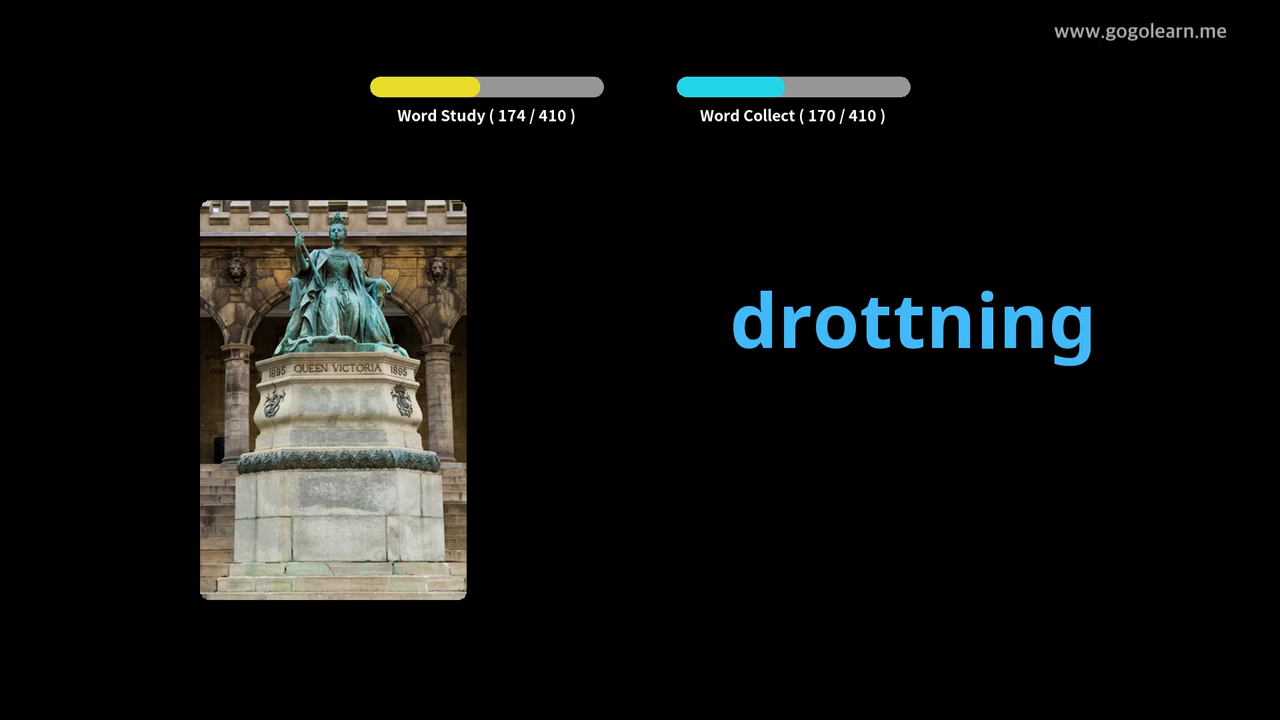 www.gogolearn.me
Word Study ( 174 / 410 )
Word Collect ( 170 / 410 )
drottning
1895 QUEEN VICTORIA 1895